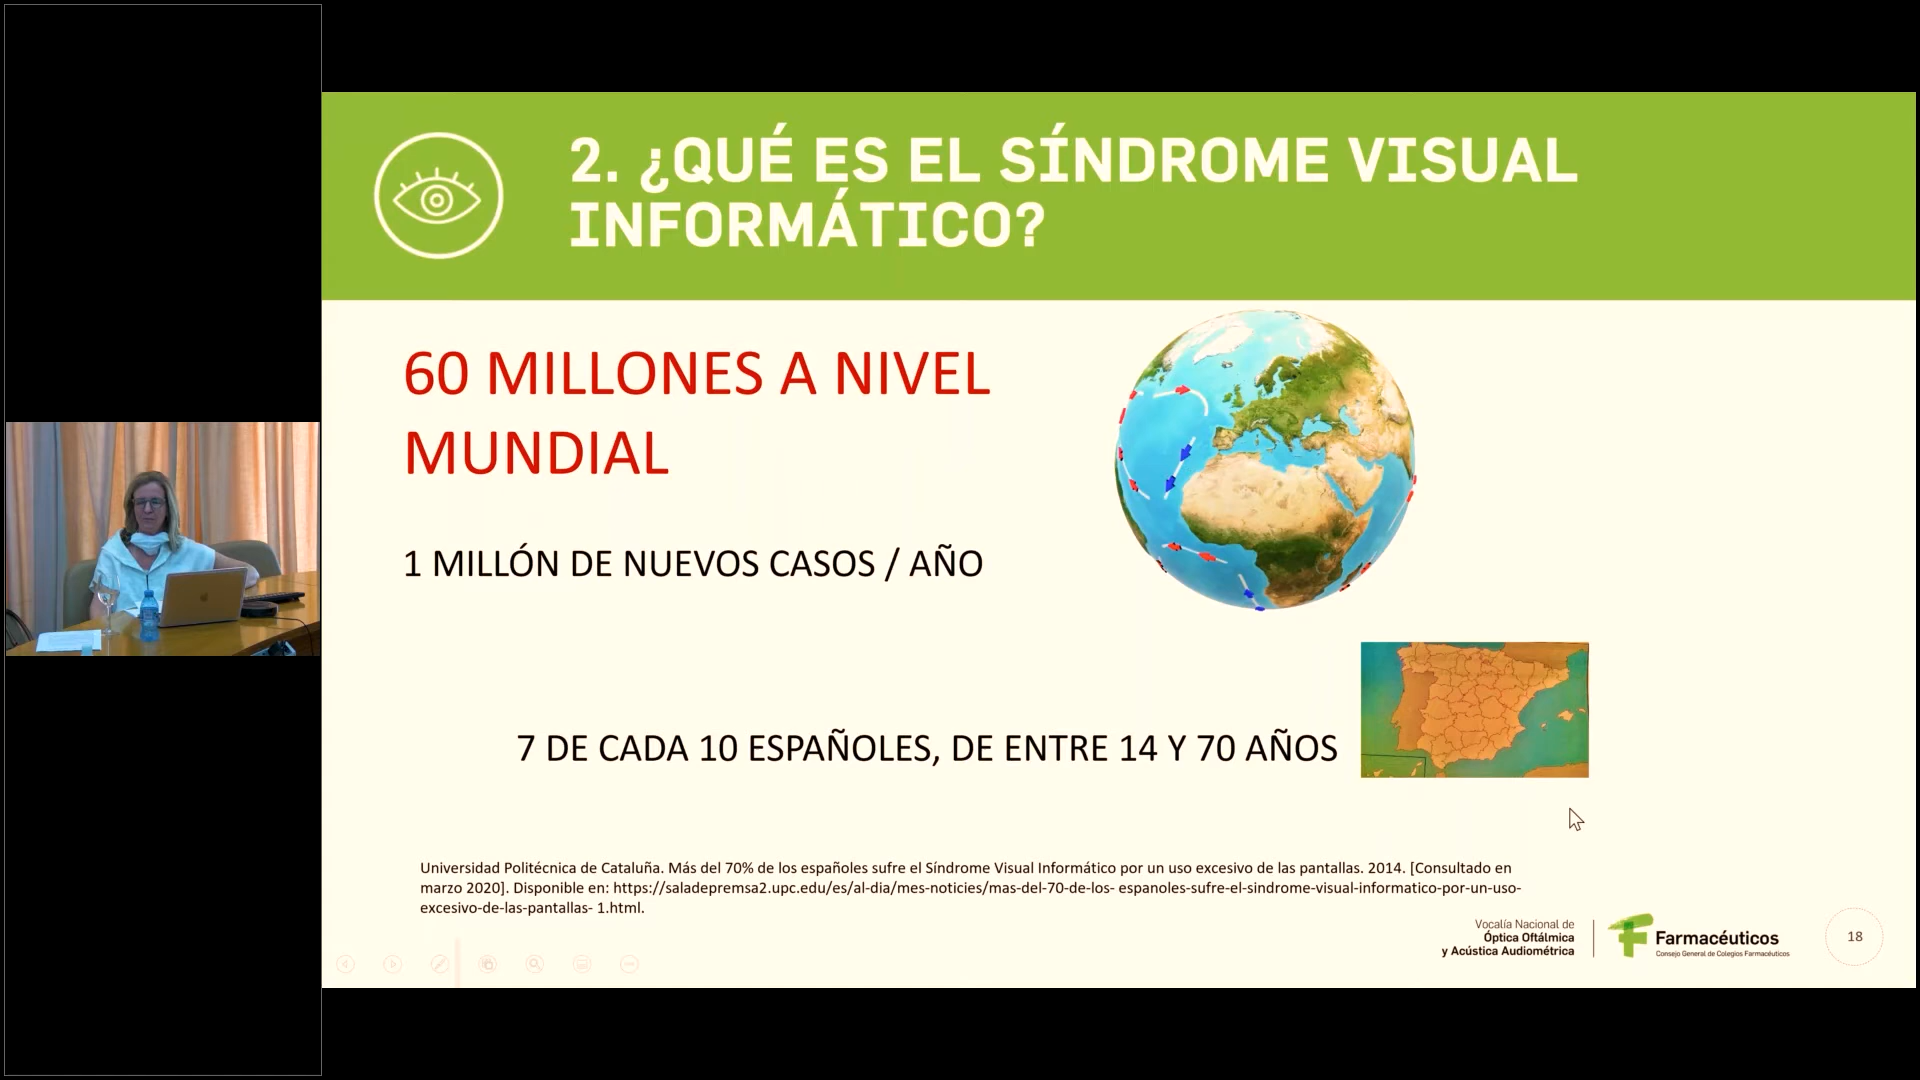 2. ¿QUÉ ES EL SÍNDROME VISUAL
INFORMÁTICO?
60 MILLONES A NIVEL
MUNDIAL
1 MILLÓN DE NUEVOS CASOS / AÑO
7 DE CADA 10 ESPAÑOLES, DE ENTRE 14 Y 70 AÑOS
Universidad Politécnica de Cataluña. Más del 70% de los españoles sufre el Síndrome Visual Informático por un uso excesivo de las pantallas. 2014. [Consultado en
marzo 2020]. Disponible en: https://saladepremsa2.upc.edu/es/al-dia/mes-noticies/mas-del-70-de-los- espanoles-sufre-el-sindrome-visual-informatico-por-un-uso-
excesivo-de-las-pantallas- 1.html.
Vocalía Nacional de
Óptica Oftálmica
y Acústica Audiométrica
Farmacéuticos
Consejo General de Colegios Farmacéuticos
18